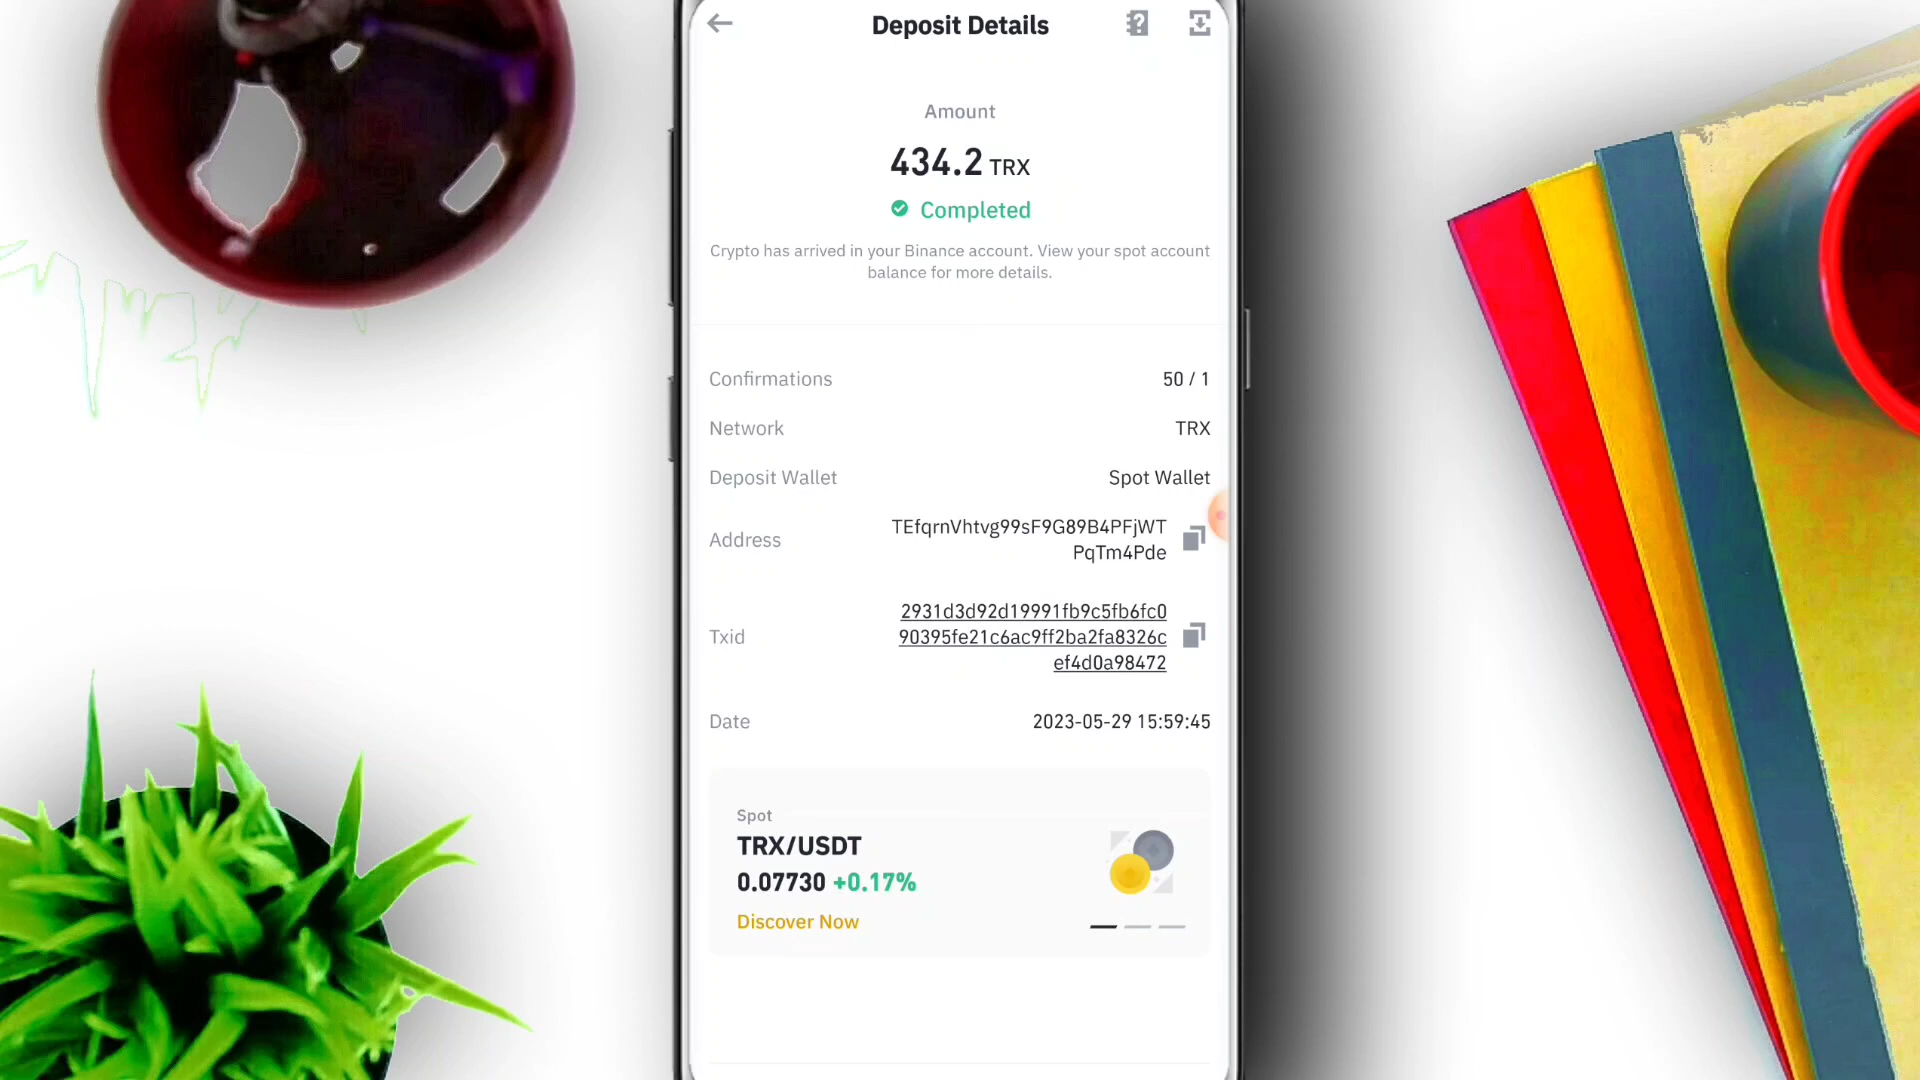 Deposit Details
Amount
434.2 TRX
Completed
Crypto has arrived in your Binance account. View your spot account
balance for more details.
Confirmations 50 / 1
Network TRX
Deposit Wallet Spot Wallet
Address TEfqrnVhtvg99sF9G89B4PFjWT
PqTm4Pde
Txid 2931d3d92d19991fb9c5fb6fc0
90395fe21c6ac9ff2ba2fa8326c
ef4d0a98472
Date 2023-05-29 15:59:45
Spot
TRX/USDT
0.07730 +0.17%
Discover Now